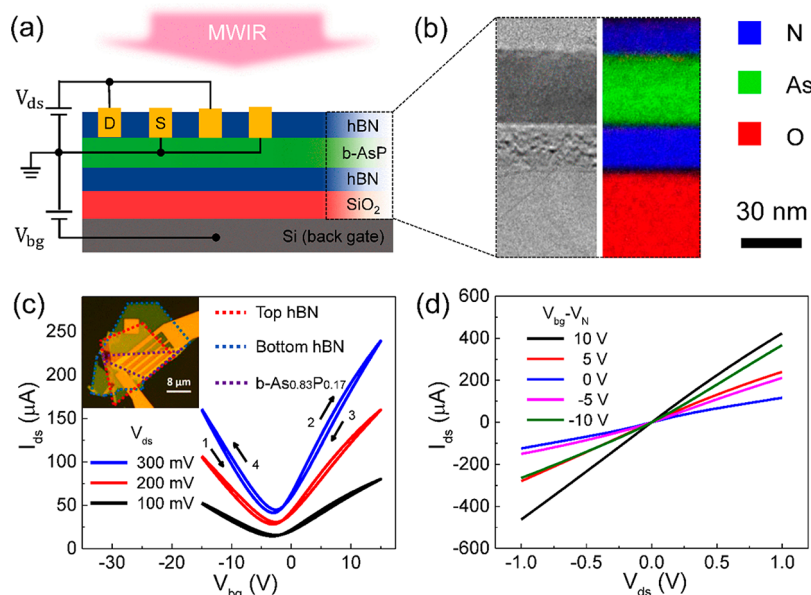 (a)
MWIR
V_ds
D
S
hBN
b-AsP
hBN
SiO₂
Si (back gate)
V_bg
(b)
N
As
O
30 nm
(c)
Top hBN
Bottom hBN
b-As₀.₈₃P₀.₁₇
8 µm
V_ds
300 mV
200 mV
100 mV
1
2
3
4
I_ds (µA)
250
200
150
100
50
0
-30
-20
-10
0
10
V_bg (V)
(d)
V_bg-V_N
10 V
5 V
0 V
-5 V
-10 V
I_ds (µA)
600
400
200
0
-200
-400
-600
-1.0
-0.5
0.0
0.5
1.0
V_ds (V)